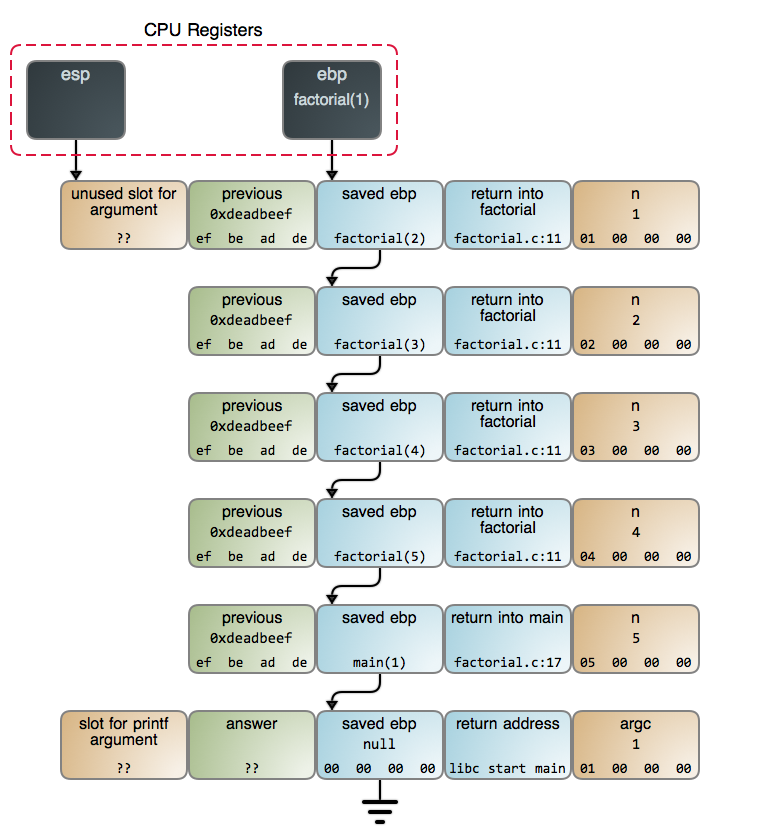 CPU Registers
esp
ebp
factorial(1)
unused slot for
argument
??
previous
0xdeadbeef
ef be ad de
saved ebp
factorial(2)
return into
factorial
factorial.c:11
n
1
01 00 00 00
previous
0xdeadbeef
ef be ad de
saved ebp
factorial(3)
return into
factorial
factorial.c:11
n
2
02 00 00 00
previous
0xdeadbeef
ef be ad de
saved ebp
factorial(4)
return into
factorial
factorial.c:11
n
3
03 00 00 00
previous
0xdeadbeef
ef be ad de
saved ebp
factorial(5)
return into
factorial
factorial.c:11
n
4
04 00 00 00
previous
0xdeadbeef
ef be ad de
saved ebp
main(1)
return into main
factorial.c:17
n
5
05 00 00 00
slot for printf
argument
??
answer
??
saved ebp
null
00 00 00 00
return address
libc start main
argc
1
01 00 00 00